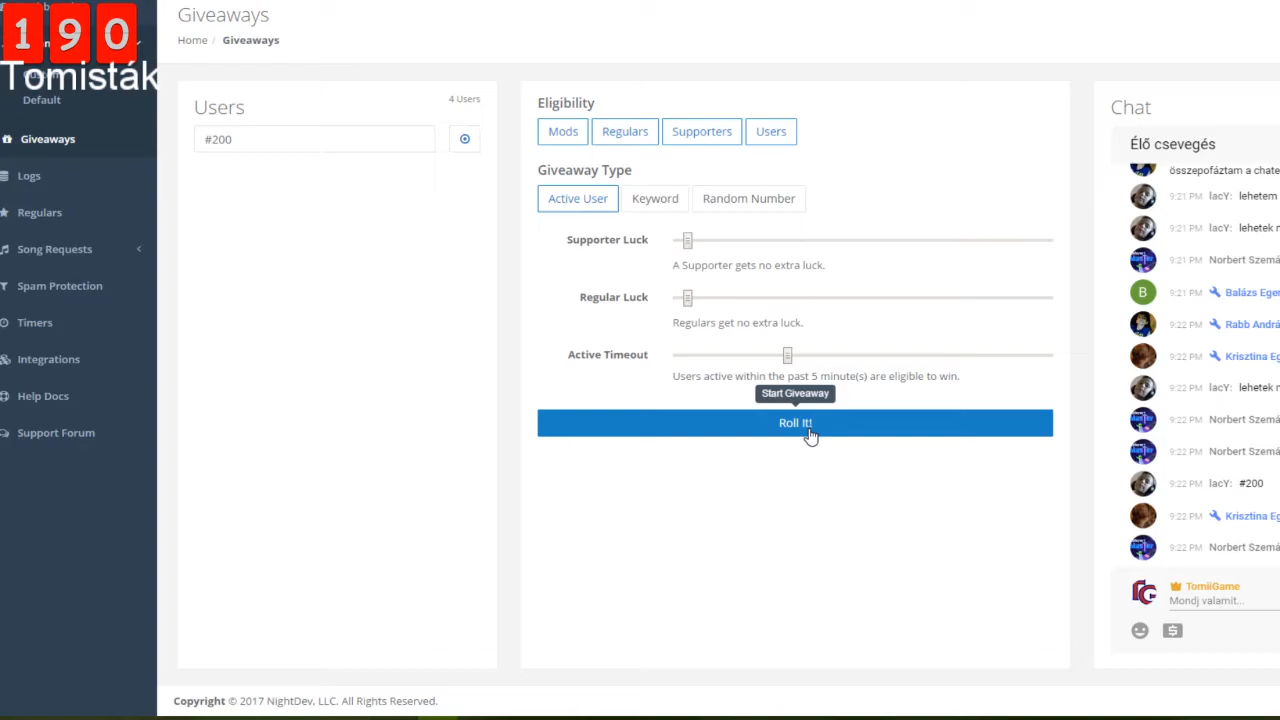 190
Tomisták
Default
Giveaways
Logs
Regulars
Song Requests
Spam Protection
Timers
Integrations
Help Docs
Support Forum
Giveaways
Home / Giveaways
Users
4 Users
#200
Eligibility
Mods Regulars Supporters Users
Giveaway Type
Active User Keyword Random Number
Supporter Luck
A Supporter gets no extra luck.
Regular Luck
Regulars get no extra luck.
Active Timeout
Users active within the past 5 minute(s) are eligible to win.
Start Giveaway
Roll It!
Chat
Élő csevegés
összepofáztam a chate
9:21 PM lacY: lehetem
9:21 PM lacY: lehetek
9:21 PM Norbert Szemá
B 9:21 PM Balázs Eger
9:22 PM Rabb Andrá
9:22 PM Krisztina Eg
9:22 PM lacY: lehetek
9:22 PM Norbert Szemá
9:22 PM Norbert Szemá
9:22 PM lacY: #200
9:22 PM Krisztina Eg
9:22 PM Norbert Szemá
TomiiGame
Mondj valamit...
Copyright © 2017 NightDev, LLC. All Rights Reserved.